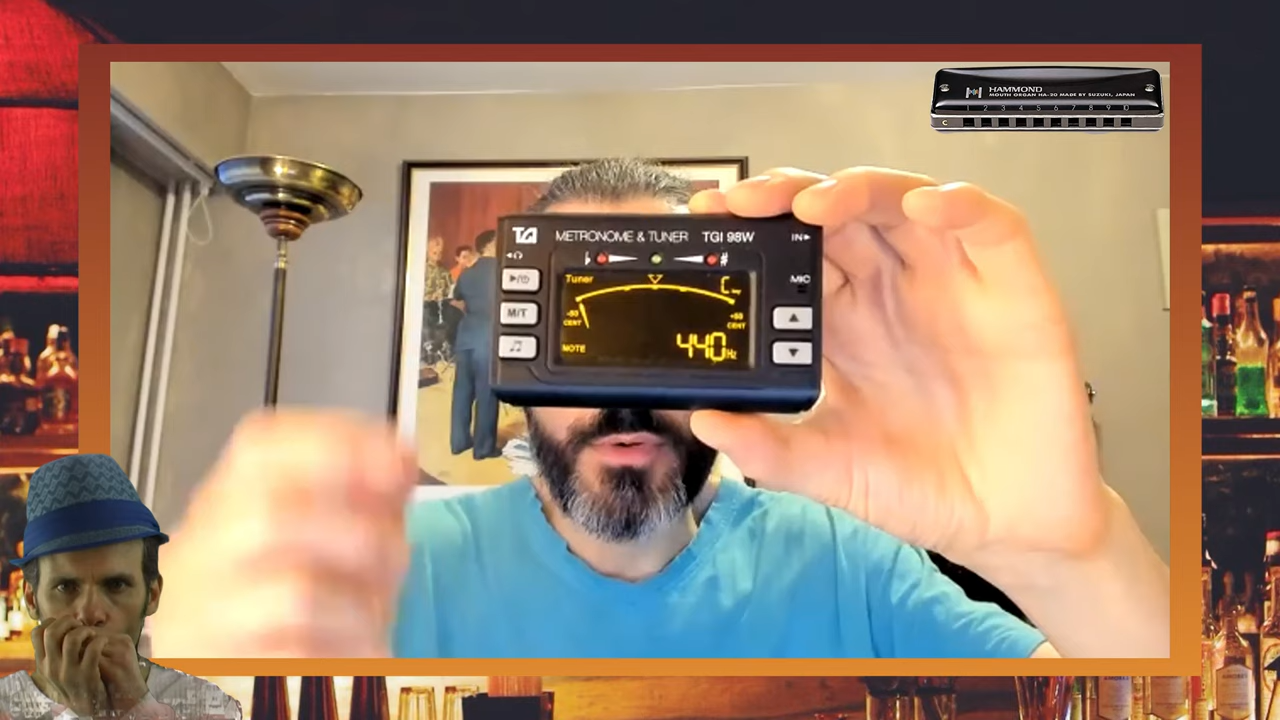 HAMMOND
MOUTH ORGAN HA-20 MADE BY SUZUKI, JAPAN
1 2 3 4 5 6 7 8 9 10
C
METRONOME & TUNER TGI 98W
IN
♭ #
MIC
Tuner
C
M/T
-50
CENT
+50
CENT
NOTE
440Hz